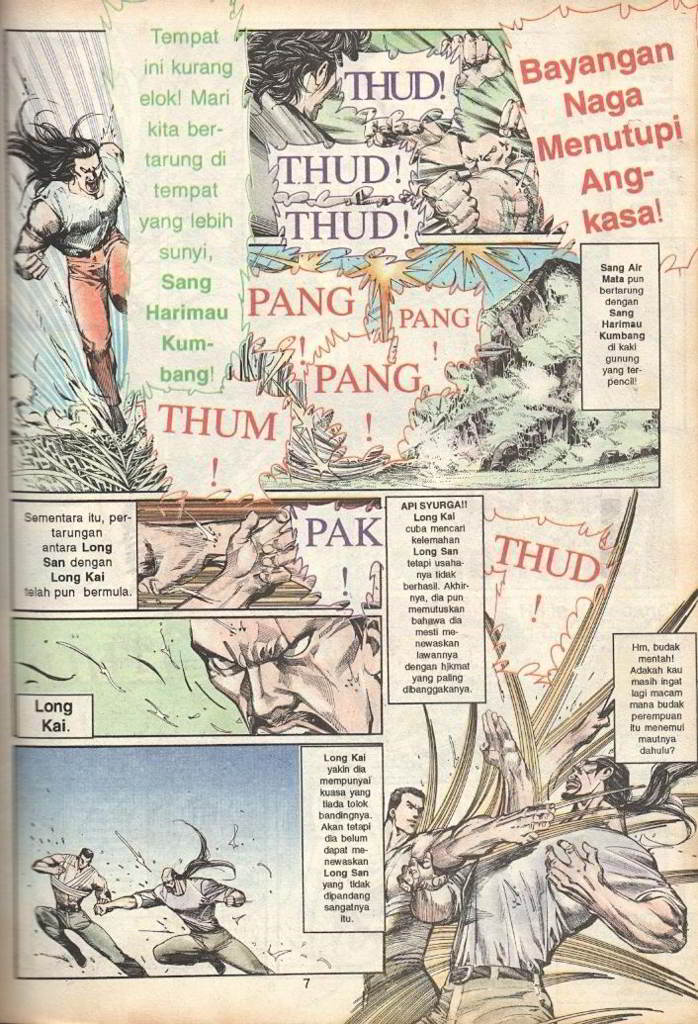 Tempat
ini kurang
elok! Mari
kita ber-
tarung di
tempat
yang lebih
sunyi,
Sang
Harimau
Kum-
bang!
THUD!
THUD!
THUD!
Bayangan
Naga
Menutupi
Ang-
kasa!
PANG
!
PANG
!
PANG
!
THUM
!
Sang Air
Mata pun
bertarung
dengan
Sang
Harimau
Kumbang
di kaki
gunung
yang ter-
pencil!
Sementara itu, per-
tarungan
antara Long
San dengan
Long Kai
telah pun bermula.
PAK
!
API SYURGA!!
Long Kai
cuba mencari
kelemahan
Long San
tetapi usaha-
nya tidak
berhasil. Akhir-
nya, dia pun
memutuskan
bahawa dia
mesti me-
newaskan
lawannya
dengan hikmat
yang paling
dibanggakanya.
THUD
!
Hm, budak
mentah!
Adakah kau
masih ingat
lagi macam
mana budak
perempuan
itu menemui
mautnya
dahulu?
Long
Kai.
Long Kai
yakin dia
mempunyai
kuasa yang
tiada tolok
bandingnya.
Akan tetapi
dia belum
dapat me-
newaskan
Long San
yang tidak
dipandang
sangatnya
itu.
7